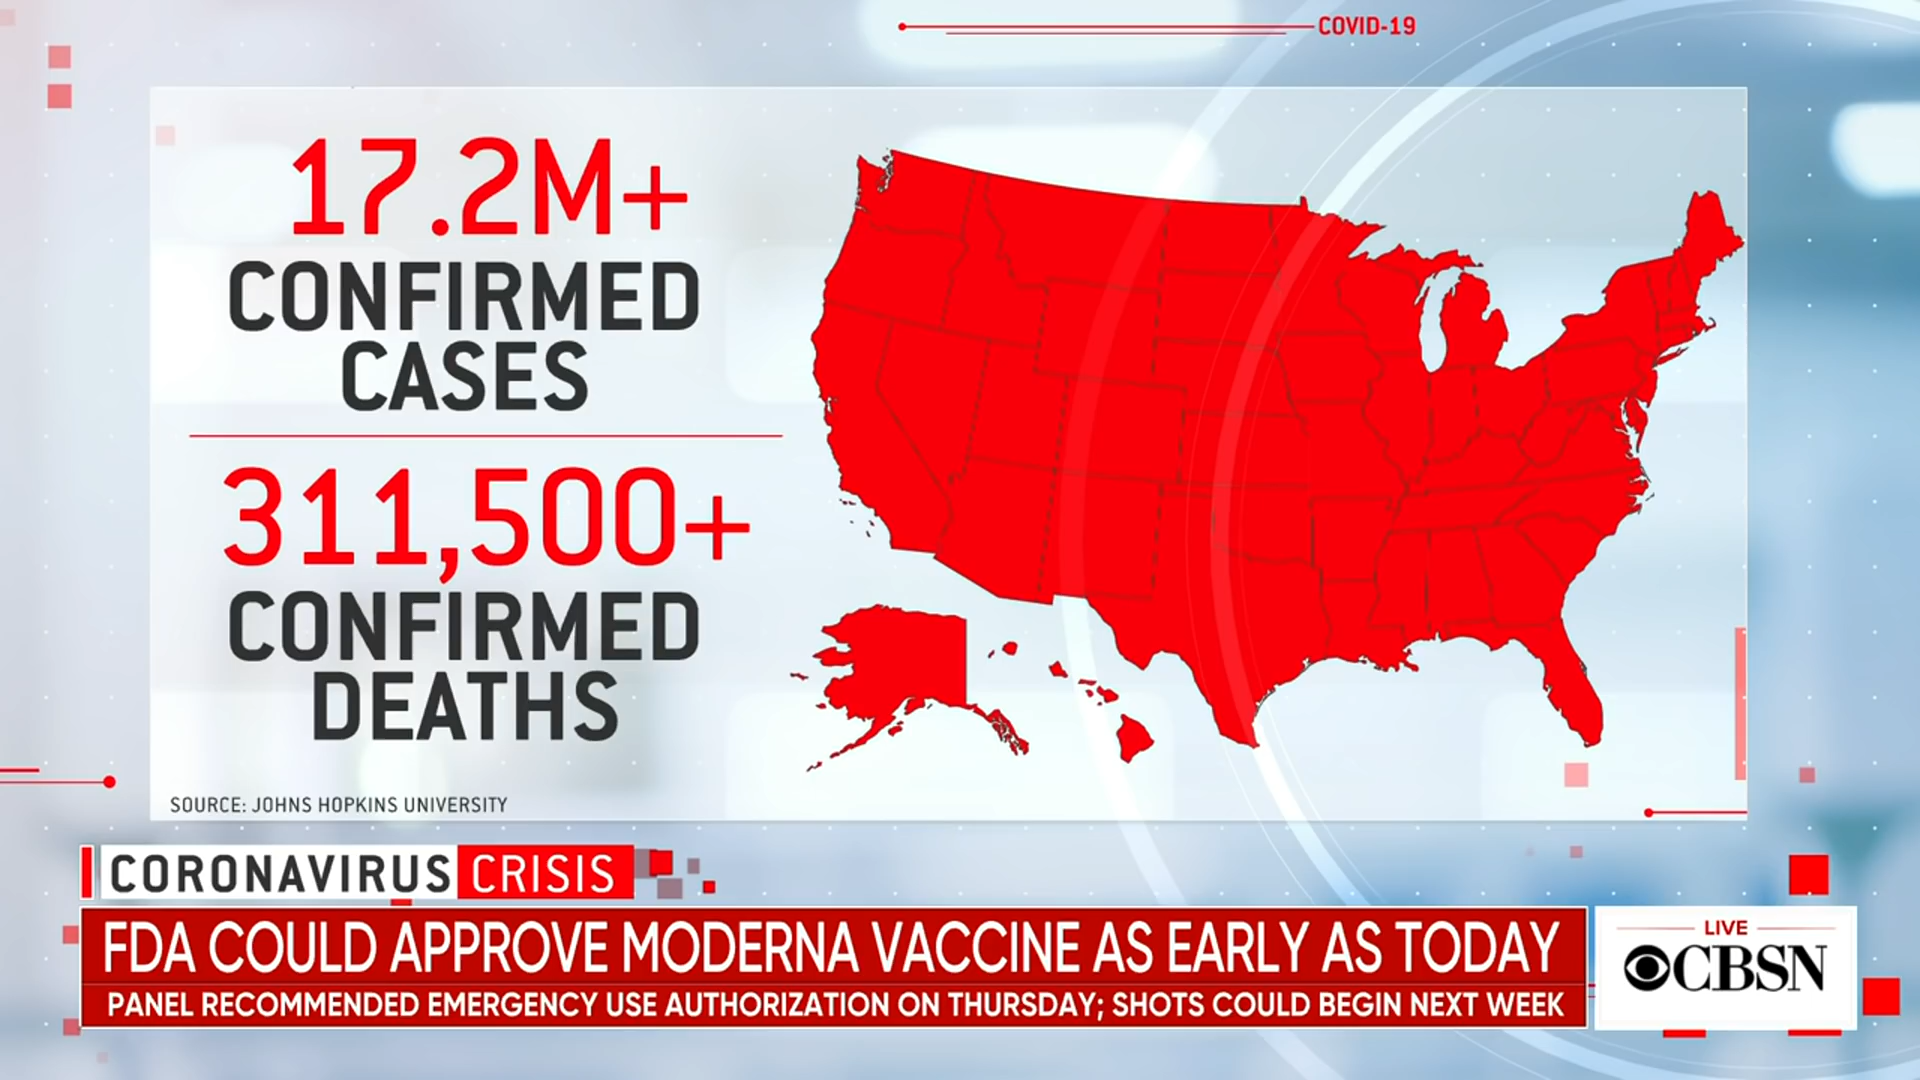 COVID-19
17.2M+
CONFIRMED
CASES
311,500+
CONFIRMED
DEATHS
SOURCE: JOHNS HOPKINS UNIVERSITY
CORONAVIRUS CRISIS
FDA COULD APPROVE MODERNA VACCINE AS EARLY AS TODAY
PANEL RECOMMENDED EMERGENCY USE AUTHORIZATION ON THURSDAY; SHOTS COULD BEGIN NEXT WEEK
LIVE
CBSN